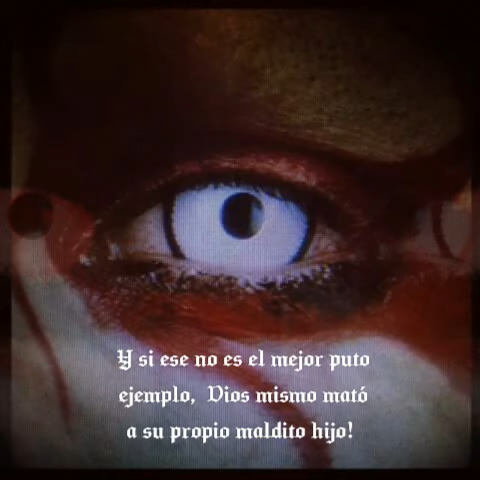 Y si ese no es el mejor puto
ejemplo, Dios mismo mató
a su propio maldito hijo!